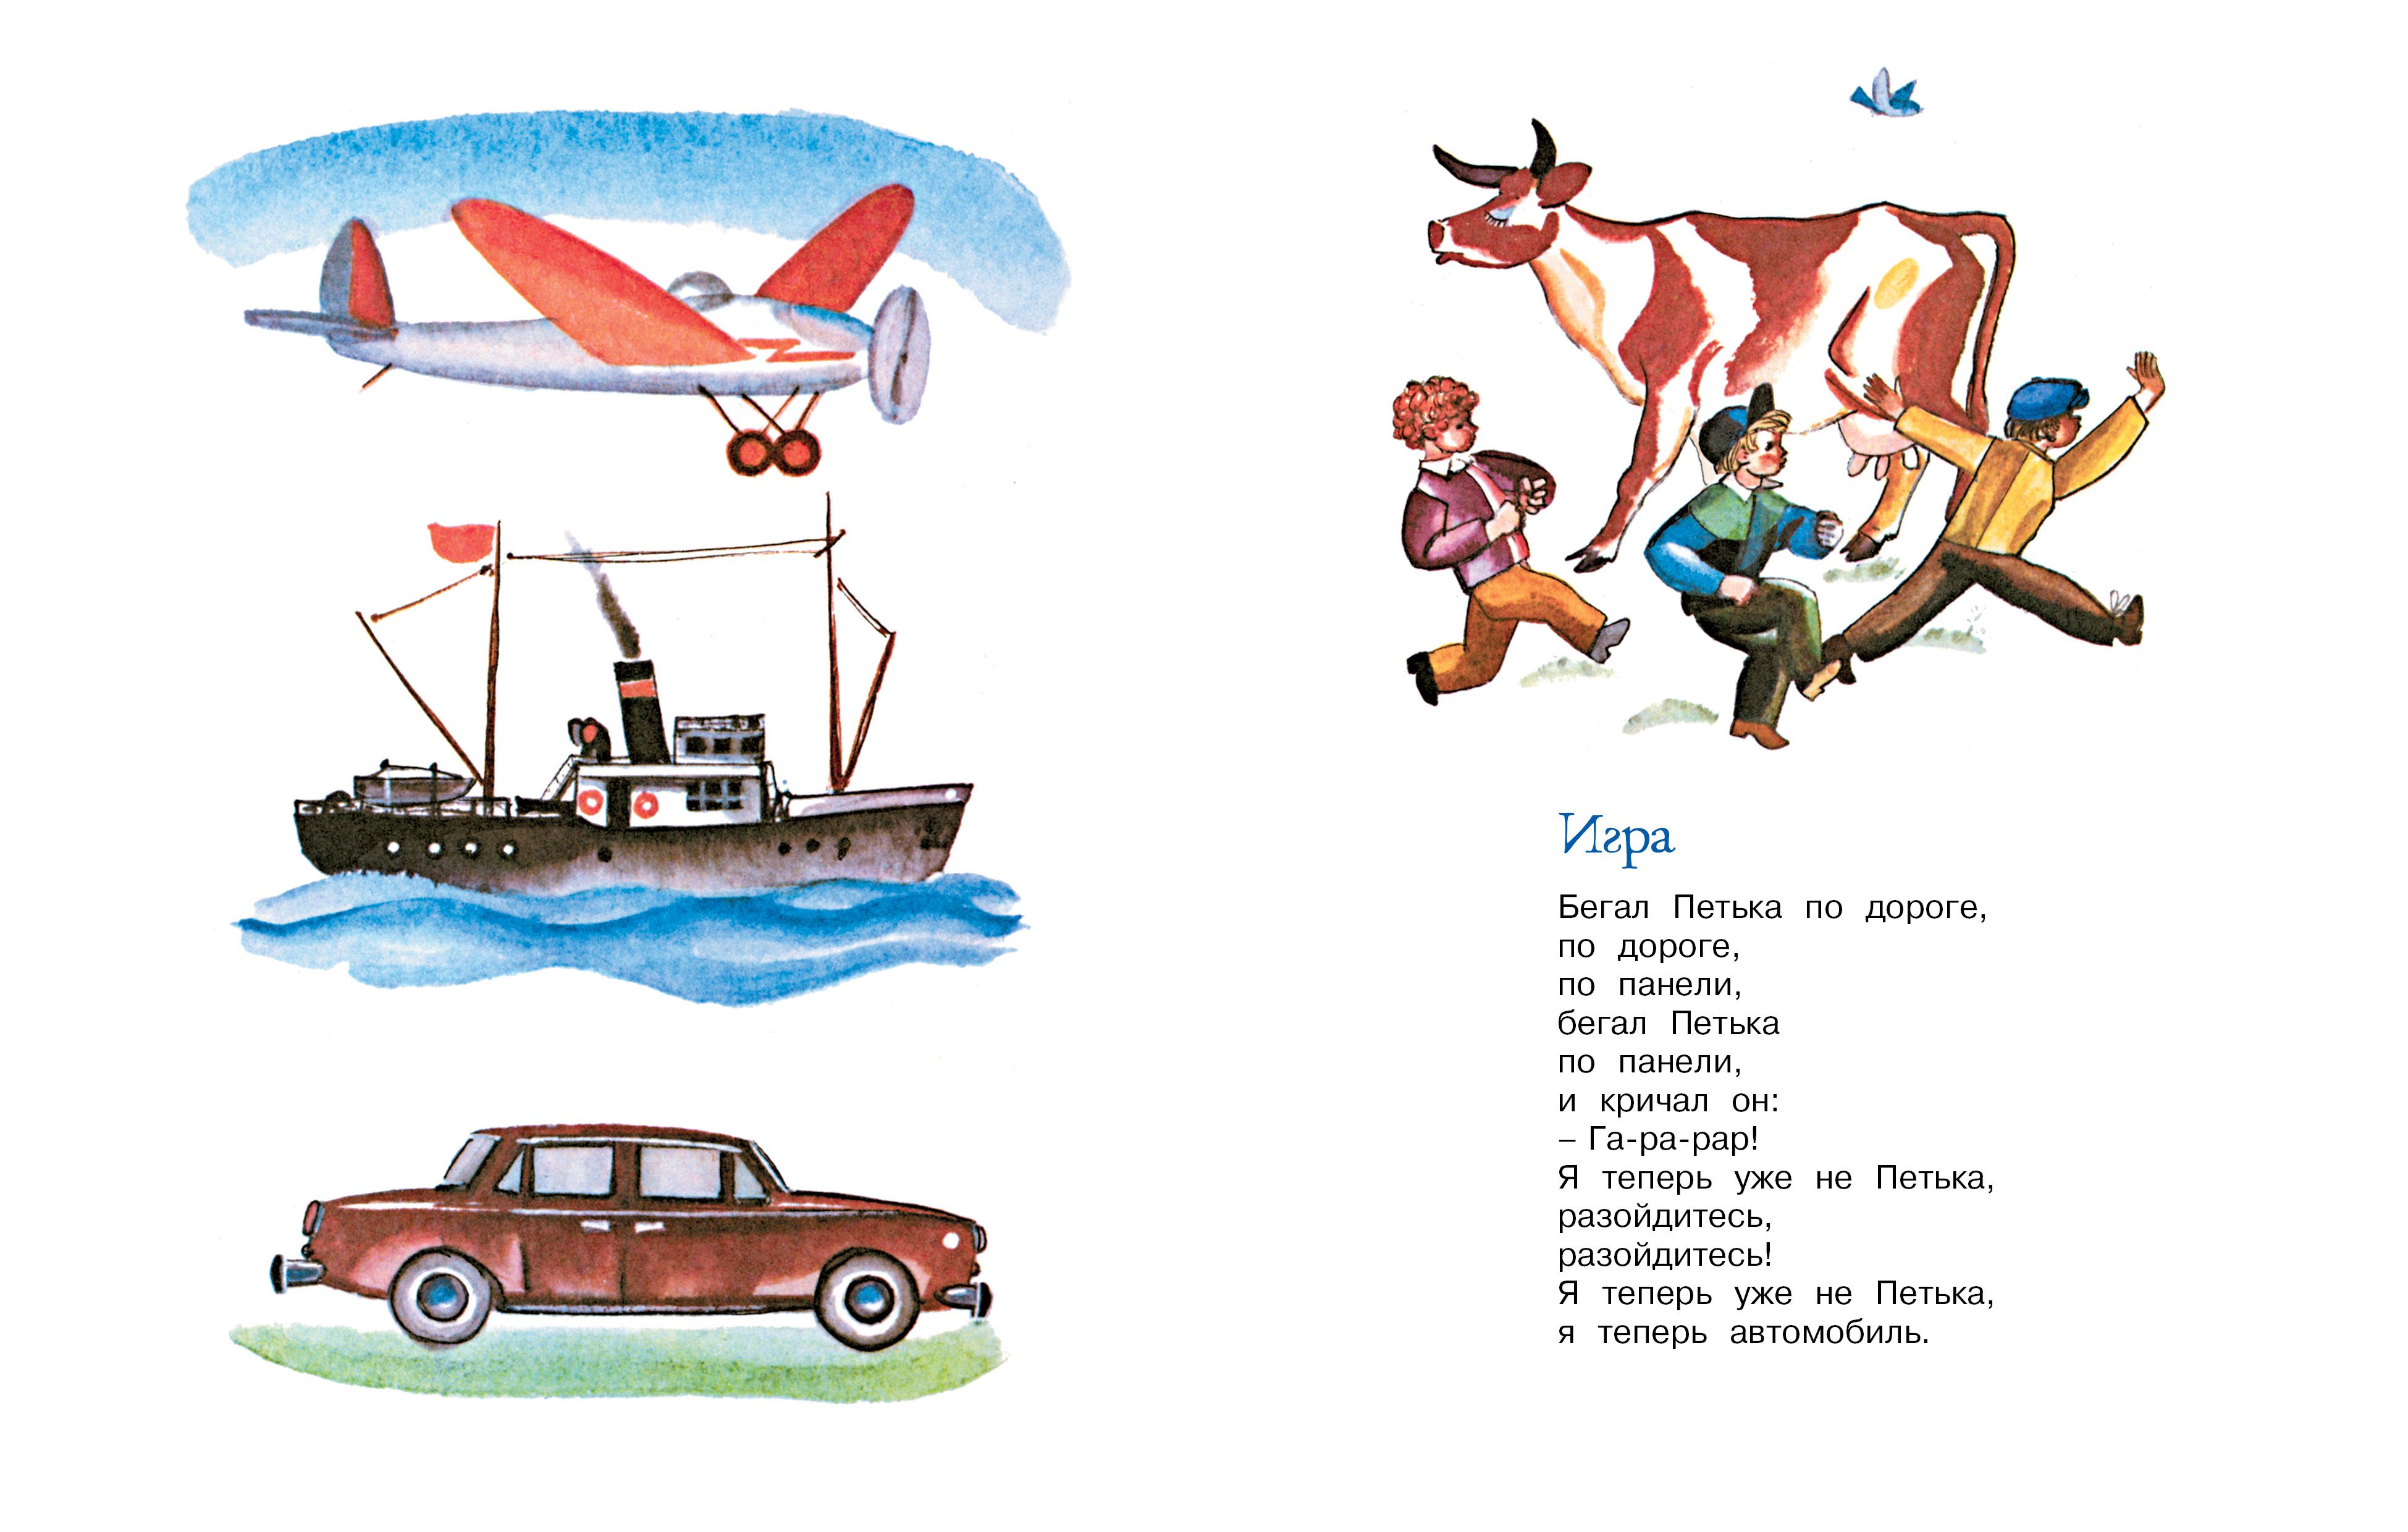 Игра
Бегал Петька по дороге,
по дороге,
по панели,
бегал Петька
по панели,
и кричал он:
– Га-ра-рар!
Я теперь уже не Петька,
разойдитесь,
разойдитесь!
Я теперь уже не Петька,
я теперь автомобиль.